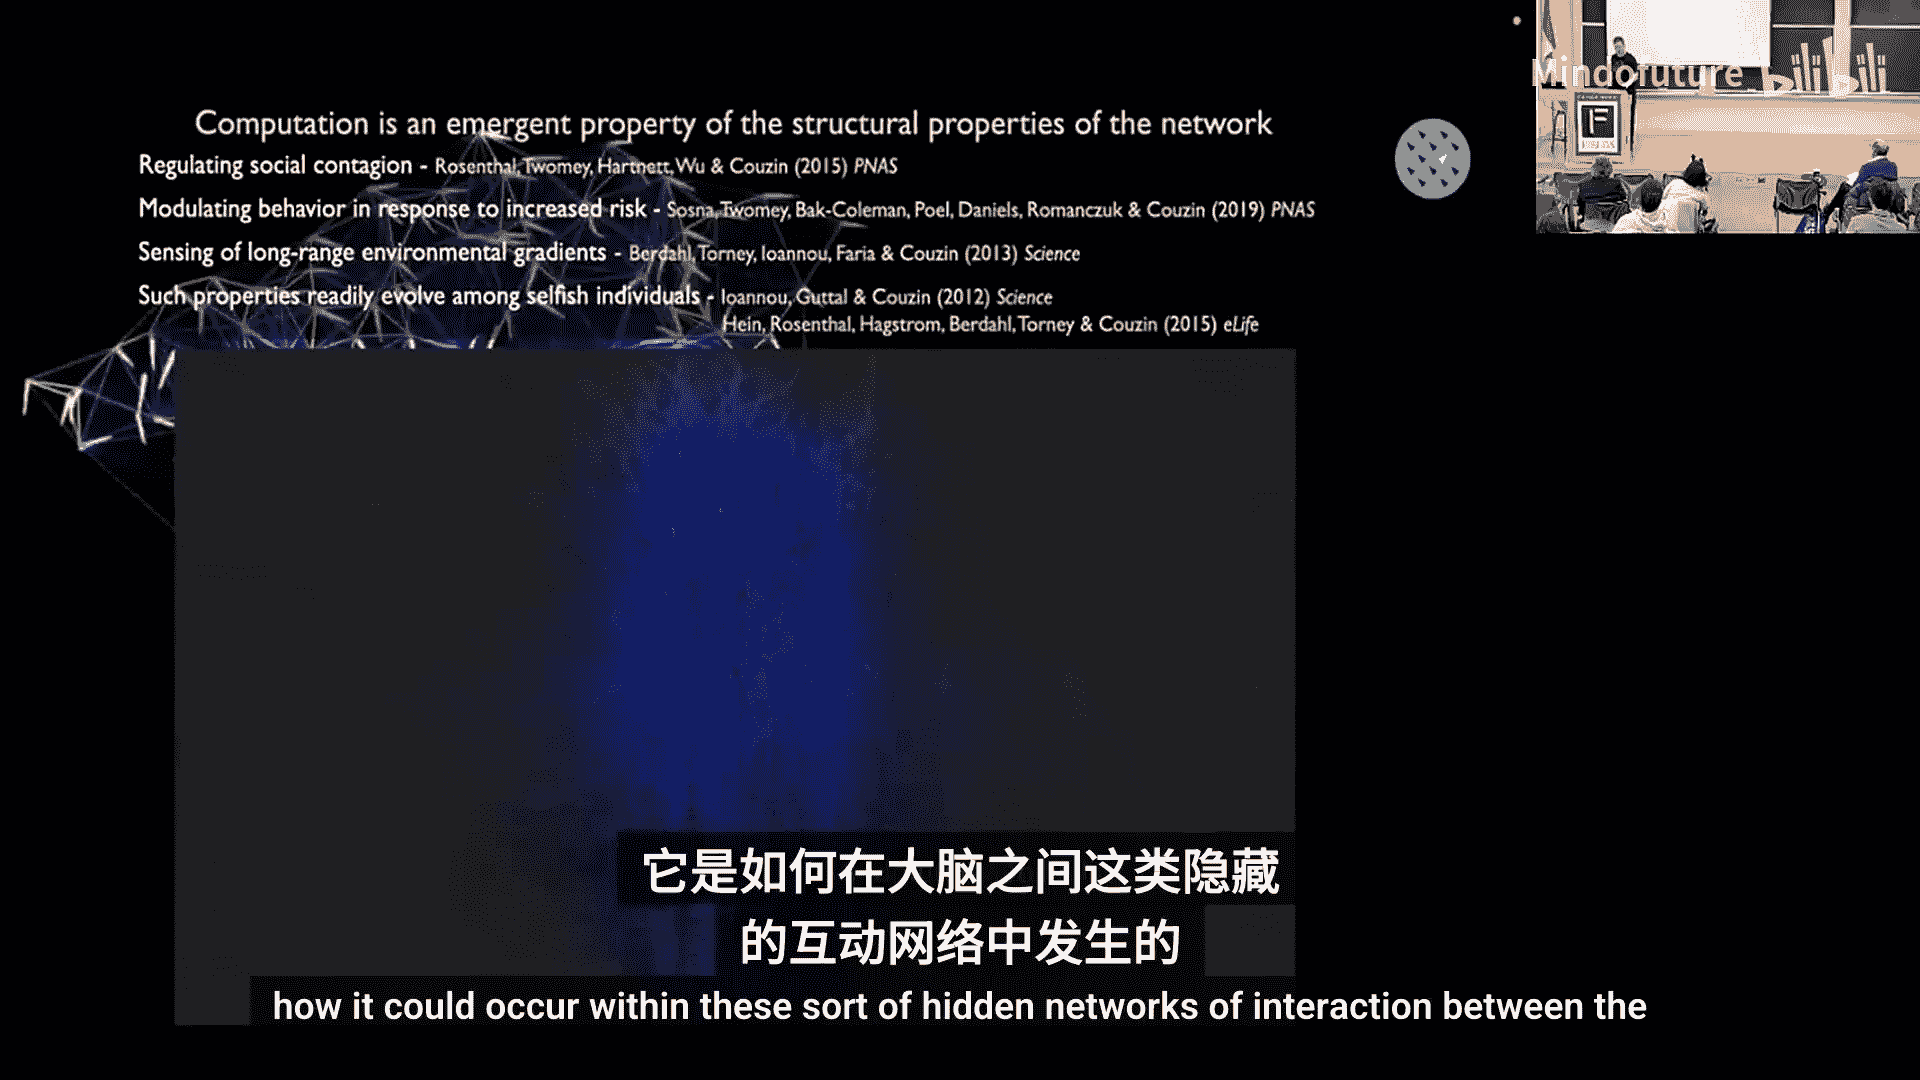 Computation is an emergent property of the structural properties of the network
Regulating social contagion - Rosenthal, Twomey, Hartnett, Wu & Couzin (2015) PNAS
Modulating behavior in response to increased risk - Sosna, Twomey, Bak-Coleman, Poel, Daniels, Romanczuk & Couzin (2019) PNAS
Sensing of long-range environmental gradients - Berdahl, Torney, Ioannou, Faria & Couzin (2013) Science
Such properties readily evolve among selfish individuals - Ioannou, Guttal & Couzin (2012) Science
Hein, Rosenthal, Hagstrom, Berdahl, Torney & Couzin (2015) eLife
Mindofuture bilibili
它是如何在大脑之间这类隐藏
的互动网络中发生的
how it could occur within these sort of hidden networks of interaction between the